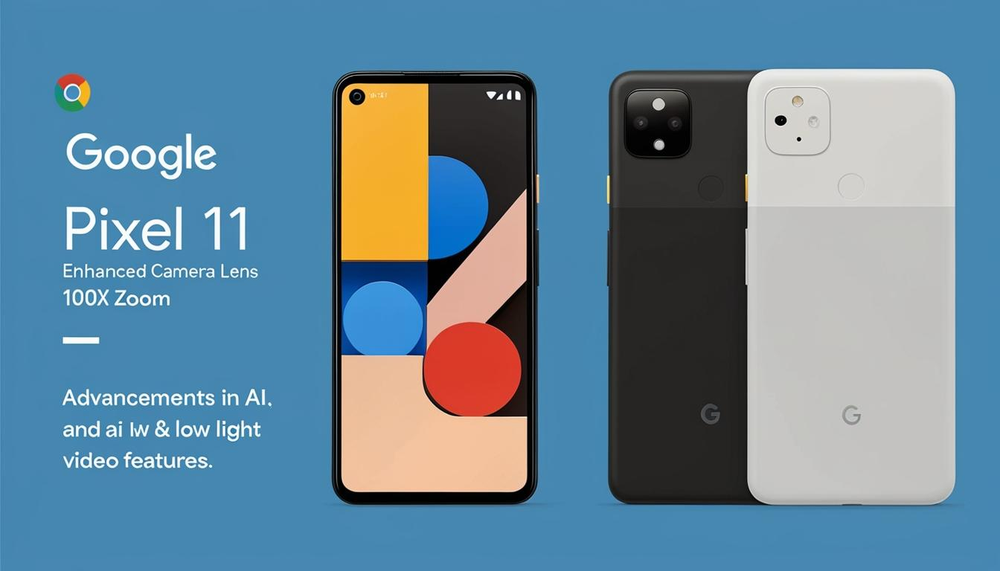 Google
Pixel 11
Enhanced Camera Lens
100X Zoom
Advancements in AI.
and ai lw & low light
video features.
G
G